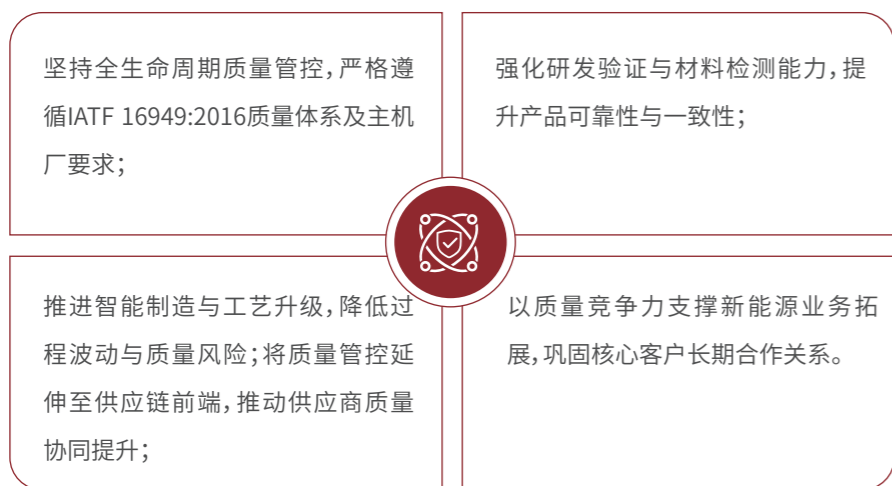 坚持全生命周期质量管控，严格遵
循IATF 16949:2016质量体系及主机
厂要求；
强化研发验证与材料检测能力，提
升产品可靠性与一致性；
推进智能制造与工艺升级，降低过
程波动与质量风险；将质量管控延
伸至供应链前端，推动供应商质量
协同提升；
以质量竞争力支撑新能源业务拓
展，巩固核心客户长期合作关系。